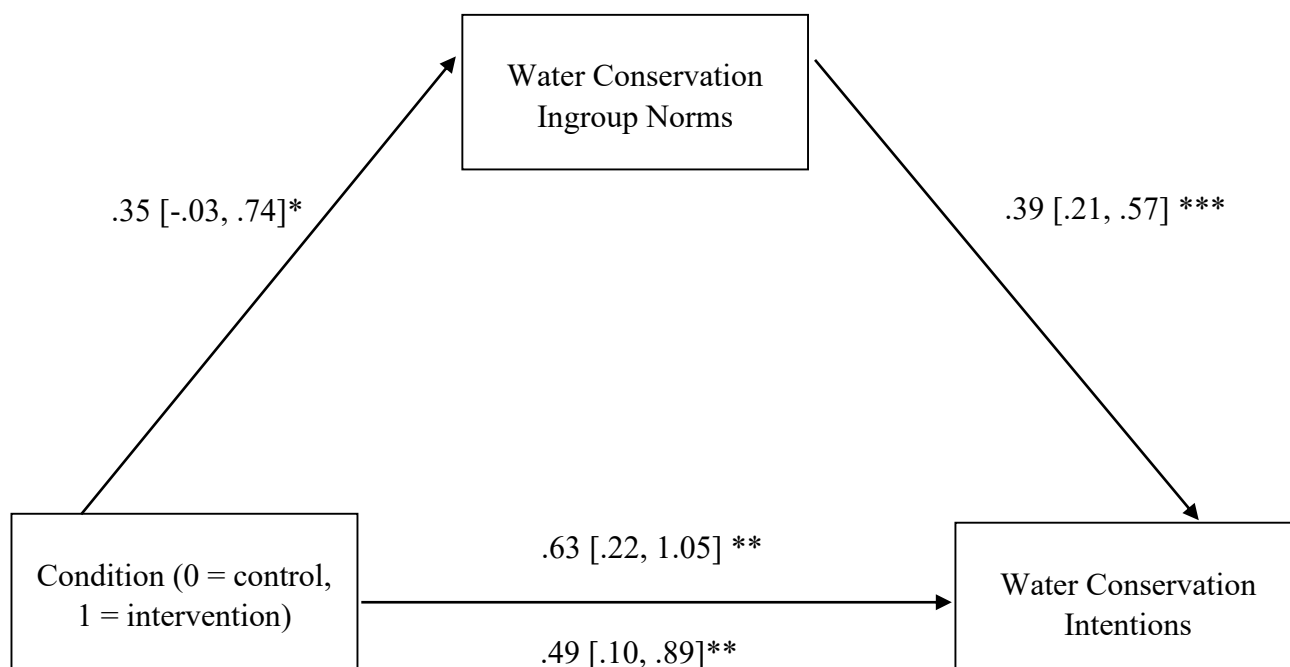 Water Conservation
Ingroup Norms
.35 [-.03, .74]*
.39 [.21, .57] ***
.63 [.22, 1.05] **
Condition (0 = control,
1 = intervention)
Water Conservation
Intentions
.49 [.10, .89]**